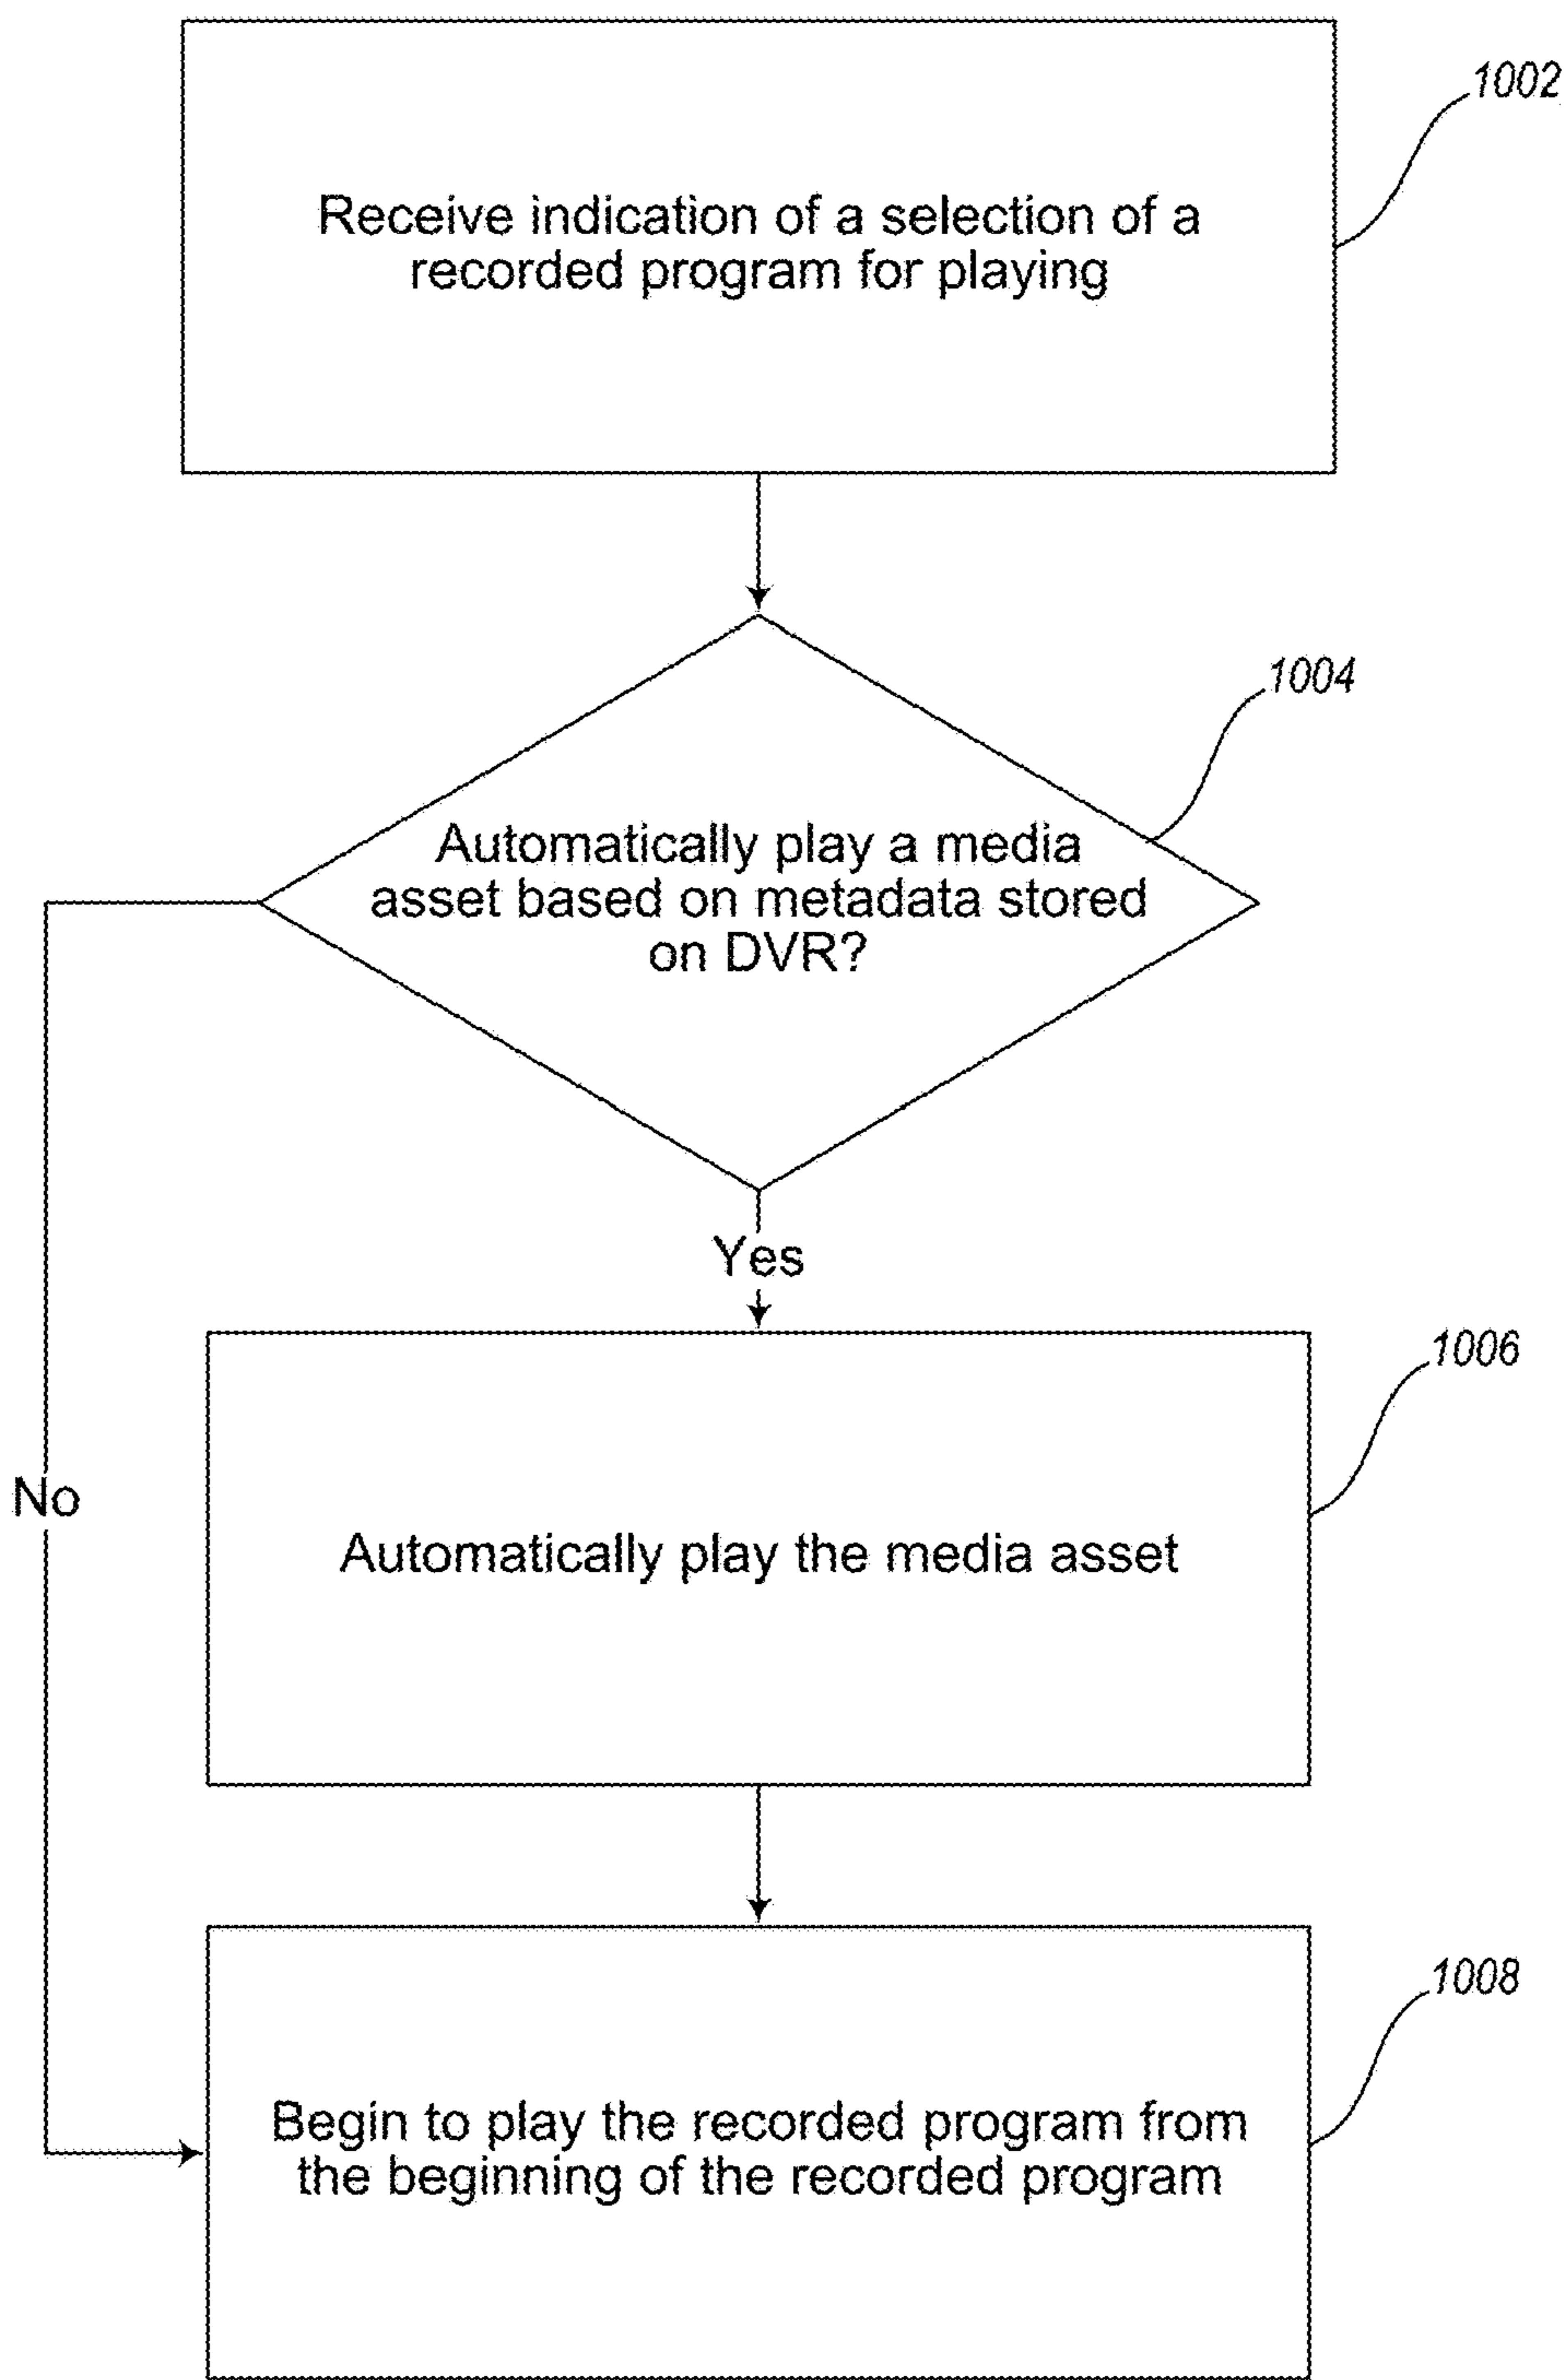 1002
Receive indication of a selection of a
recorded program for playing
1004
Automatically play a media
asset based on metadata stored
on DVR?
Yes
1006
No
Automatically play the media asset
1008
Begin to play the recorded program from
the beginning of the recorded program